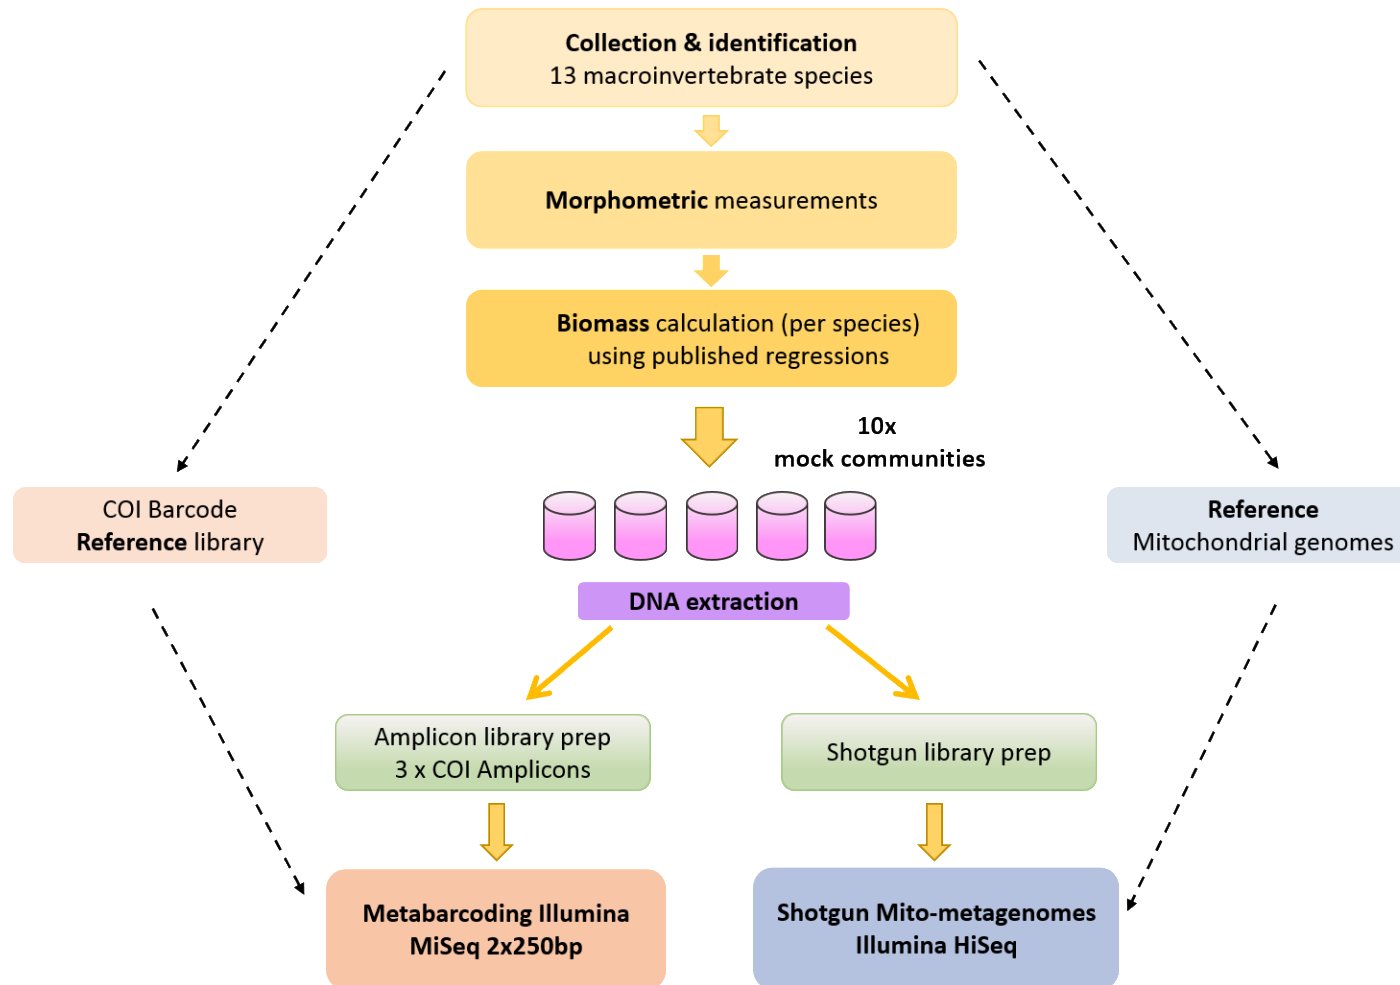 Collection & identification
13 macroinvertebrate species
Morphometric measurements
Biomass calculation (per species)
using published regressions
10x
mock communities
COI Barcode
Reference library
Reference
Mitochondrial genomes
DNA extraction
Amplicon library prep
3 x COI Amplicons
Shotgun library prep
Metabarcoding Illumina
MiSeq 2x250bp
Shotgun Mito-metagenomes
Illumina HiSeq